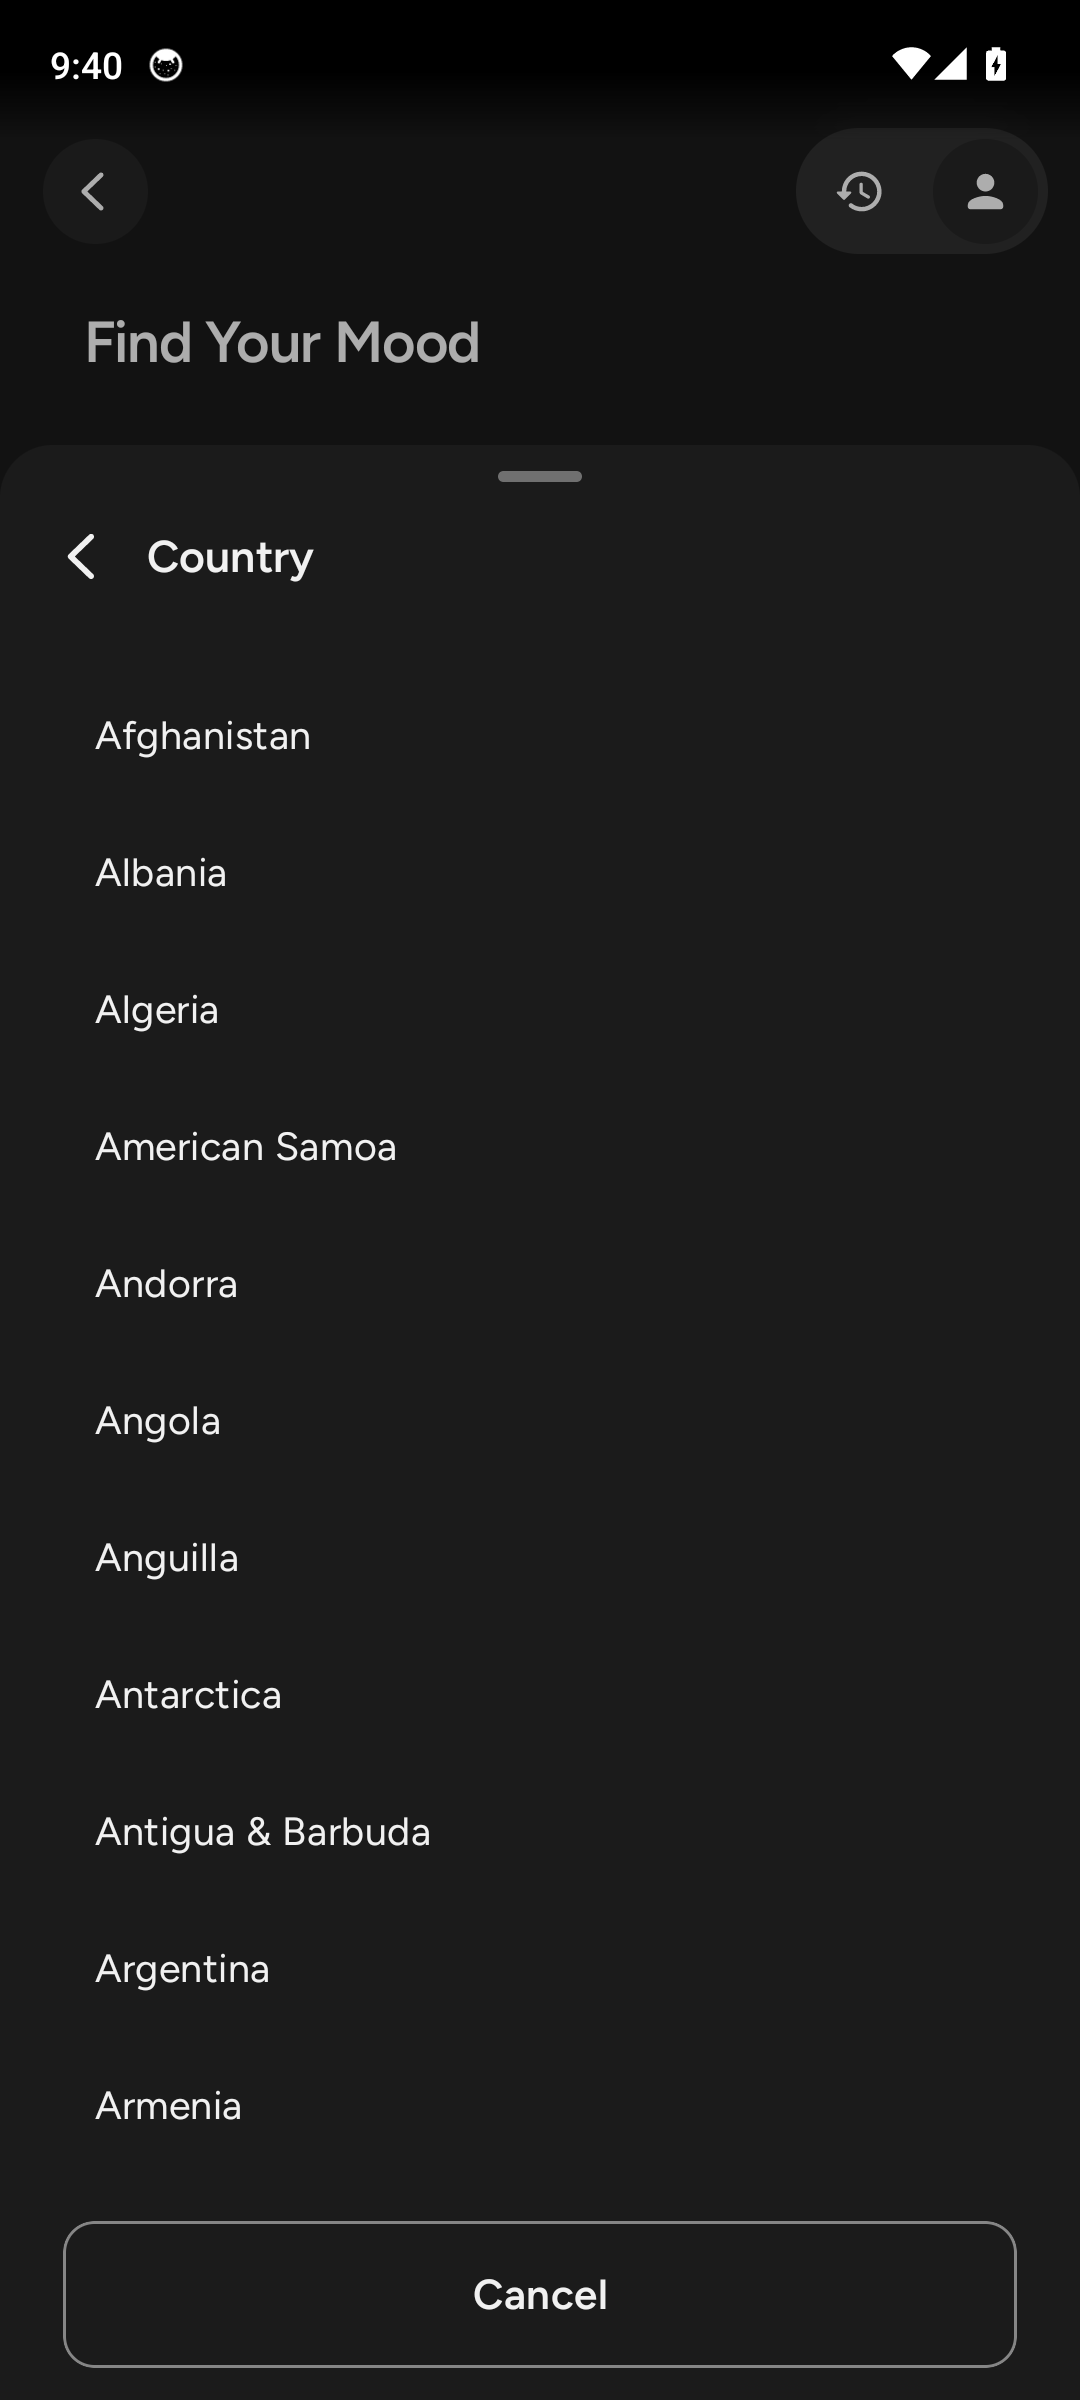 9:40
Find Your Mood
Country
Afghanistan
Albania
Algeria
American Samoa
Andorra
Angola
Anguilla
Antarctica
Antigua & Barbuda
Argentina
Armenia
Cancel